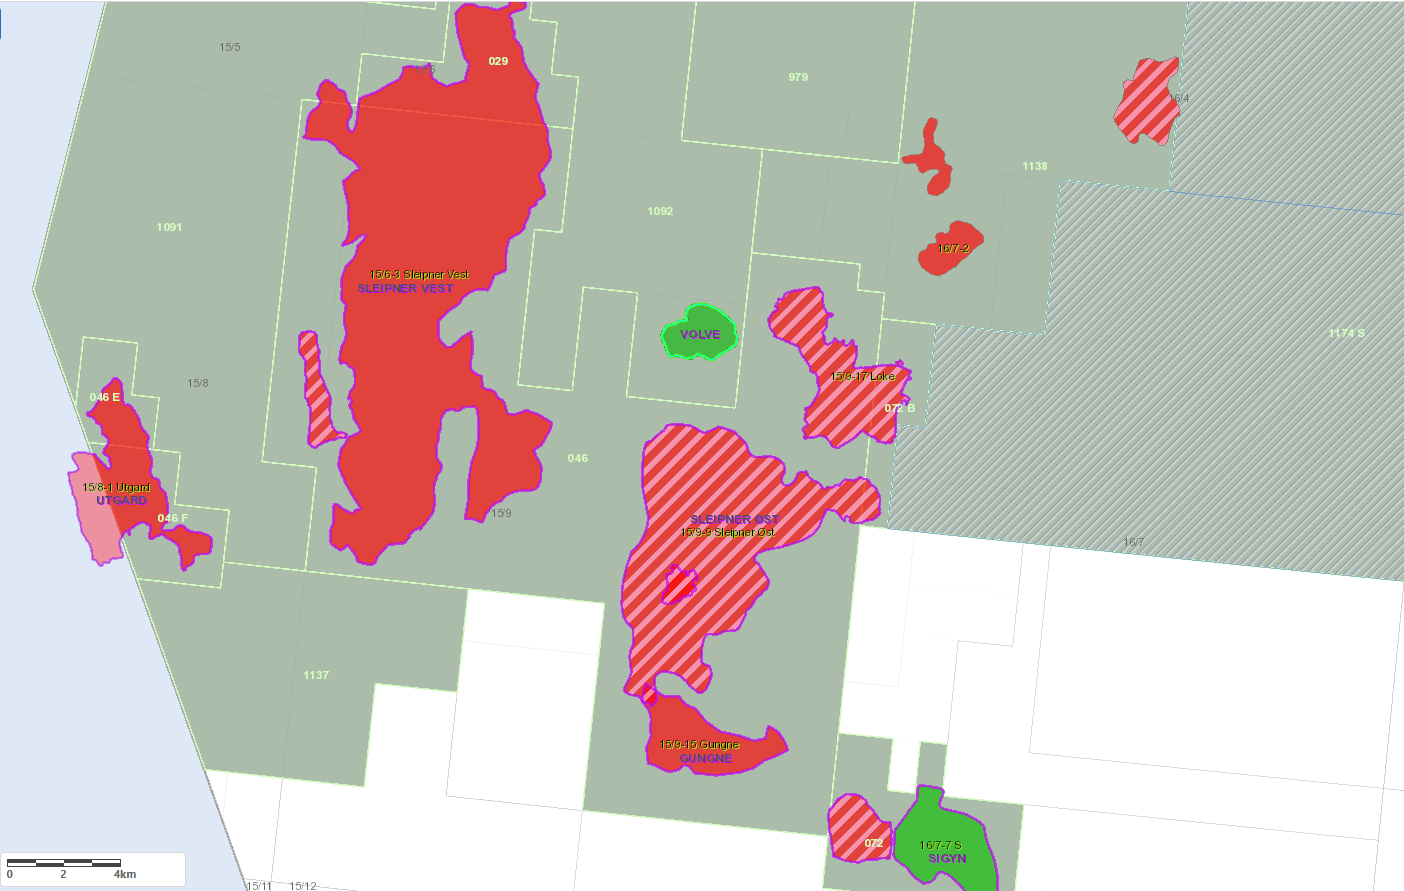 15/5
029
979
16/4
1138
1092
1091
16/7-2
15/6-3 Sleipner Vest
SLEIPNER VEST
VOLVE
1174 S
15/9-17 Loke
15/8
046 E
072 B
046
15/8-1 Utgard
UTGARD
15/9
046 F
SLEIPNER ØST
15/9-9 Sleipner Øst
16/7
1137
15/9-15 Gungne
GUNGNE
072
16/7-7 S
SIGYN
0 2 4km
15/11 15/12